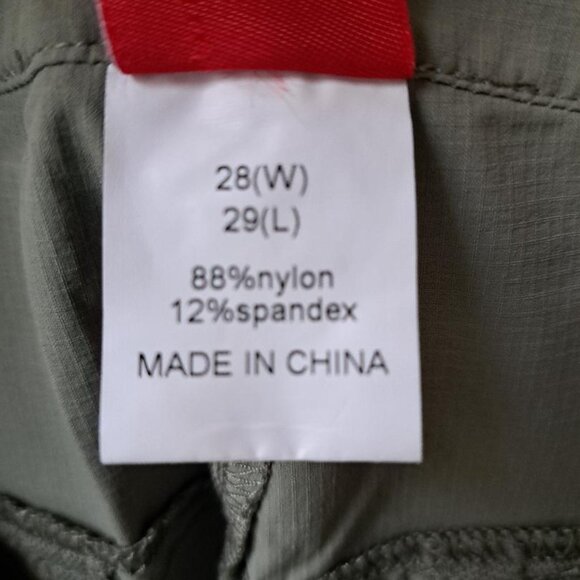 28(W)
29(L)
88%nylon
12%spandex
MADE IN CHINA